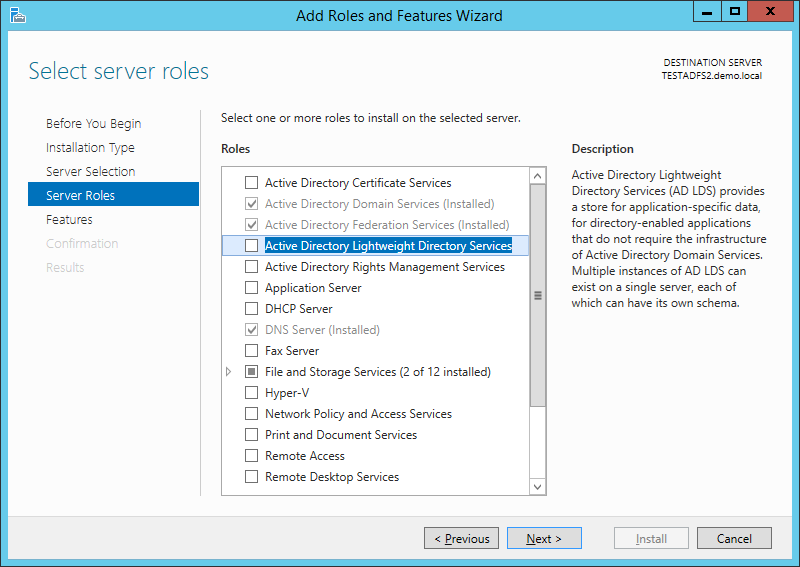 Add Roles and Features Wizard
Select server roles
DESTINATION SERVER
TESTADFS2.demo.local
Before You Begin
Installation Type
Server Selection
Server Roles
Features
Confirmation
Results
Select one or more roles to install on the selected server.
Roles
Active Directory Certificate Services
Active Directory Domain Services (Installed)
Active Directory Federation Services (Installed)
Active Directory Lightweight Directory Services
Active Directory Rights Management Services
Application Server
DHCP Server
DNS Server (Installed)
Fax Server
File and Storage Services (2 of 12 installed)
Hyper-V
Network Policy and Access Services
Print and Document Services
Remote Access
Remote Desktop Services
Description
Active Directory Lightweight
Directory Services (AD LDS) provides
a store for application-specific data,
for directory-enabled applications
that do not require the infrastructure
of Active Directory Domain Services.
Multiple instances of AD LDS can
exist on a single server, each of
which can have its own schema.
< Previous
Next >
Install
Cancel